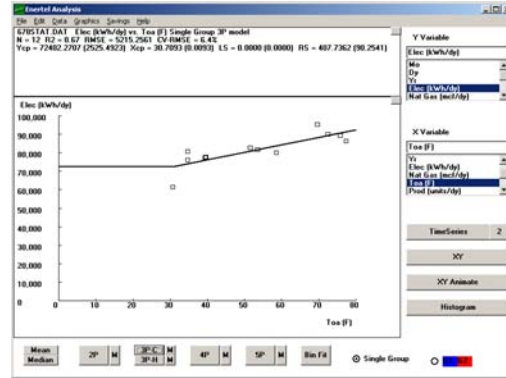 Enertel Analysis
File Edit Data Graphics Savings Help
670STAT.DAT Elec (kWh/dy) vs. Toa (F) Single Group 3P model
N = 12 R2 = 0.67 RMSE = 5215.2561 CV-RMSE = 6.4%
Ycp = 72402.2707 (2525.4923) Xcp = 30.7093 (0.0093) LS = 0.0000 (0.0000) RS = 407.7362 (90.2541)
Elec (kWh/dy)
100,000
90,000
80,000
70,000
60,000
50,000
40,000
30,000
20,000
10,000
0
0 10 20 30 40 50 60 70 80
Toa (F)
Y Variable
Elec (kWh/dy)
Mo
Dy
Yr
Elec (kWh/dy)
Nat Gas (mcf/dy)
X Variable
Toa (F)
Yr
Elec (kWh/dy)
Nat Gas (mcf/dy)
Toa (F)
Prod (units/dy)
TimeSeries 2
XY
XY Animate
Histogram
Mean
Median
2P M
3P-C M
3P-H M
4P M
5P M
Bin Fit
Single Group